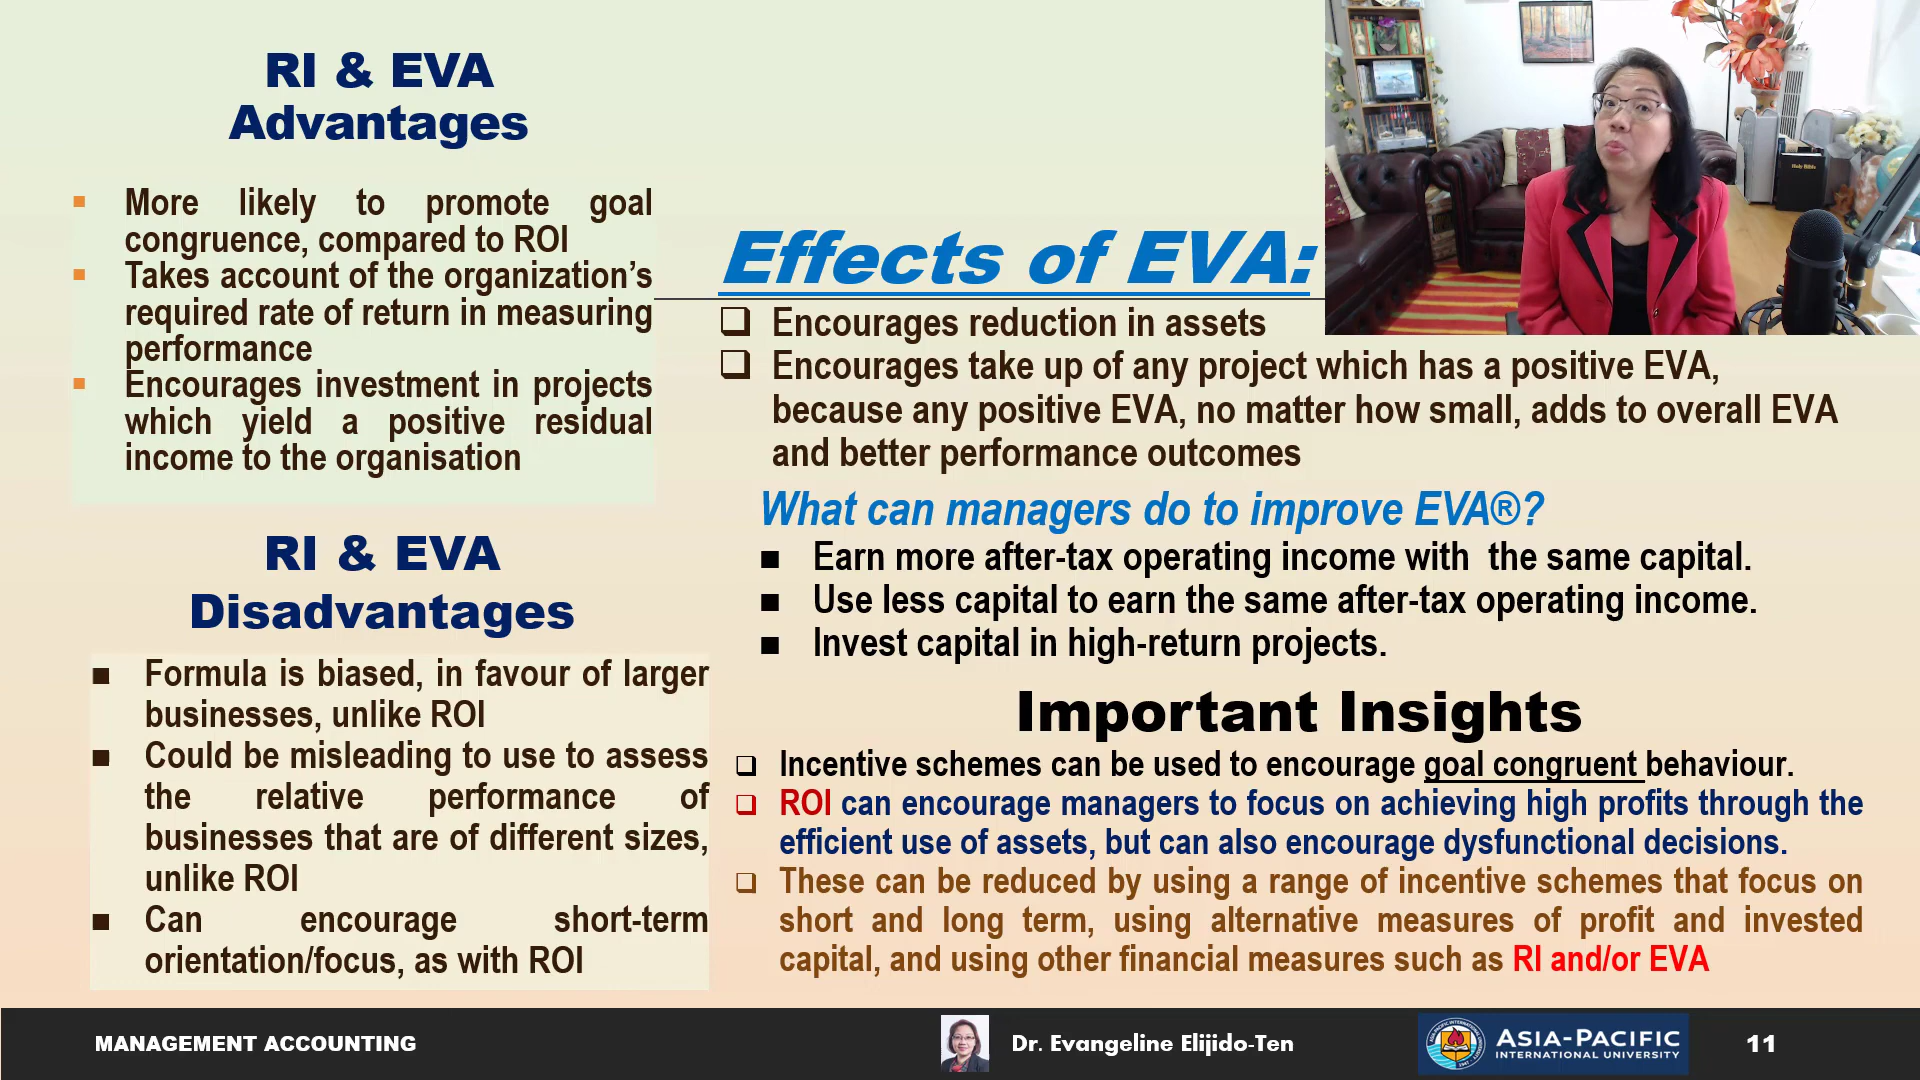 RI & EVA
Advantages
More likely to promote goal
congruence, compared to ROI
Takes account of the organization’s
required rate of return in measuring
performance
Encourages investment in projects
which yield a positive residual
income to the organisation
RI & EVA
Disadvantages
Formula is biased, in favour of larger
businesses, unlike ROI
Could be misleading to use to assess
the relative performance of
businesses that are of different sizes,
unlike ROI
Can encourage short-term
orientation/focus, as with ROI
Effects of EVA:
Encourages reduction in assets
Encourages take up of any project which has a positive EVA,
because any positive EVA, no matter how small, adds to overall EVA
and better performance outcomes
What can managers do to improve EVA®?
Earn more after-tax operating income with the same capital.
Use less capital to earn the same after-tax operating income.
Invest capital in high-return projects.
Important Insights
Incentive schemes can be used to encourage goal congruent behaviour.
ROI can encourage managers to focus on achieving high profits through the
efficient use of assets, but can also encourage dysfunctional decisions.
These can be reduced by using a range of incentive schemes that focus on
short and long term, using alternative measures of profit and invested
capital, and using other financial measures such as RI and/or EVA
Holy Bible
MANAGEMENT ACCOUNTING
Dr. Evangeline Elijido-Ten
ASIA-PACIFIC
INTERNATIONAL UNIVERSITY
11